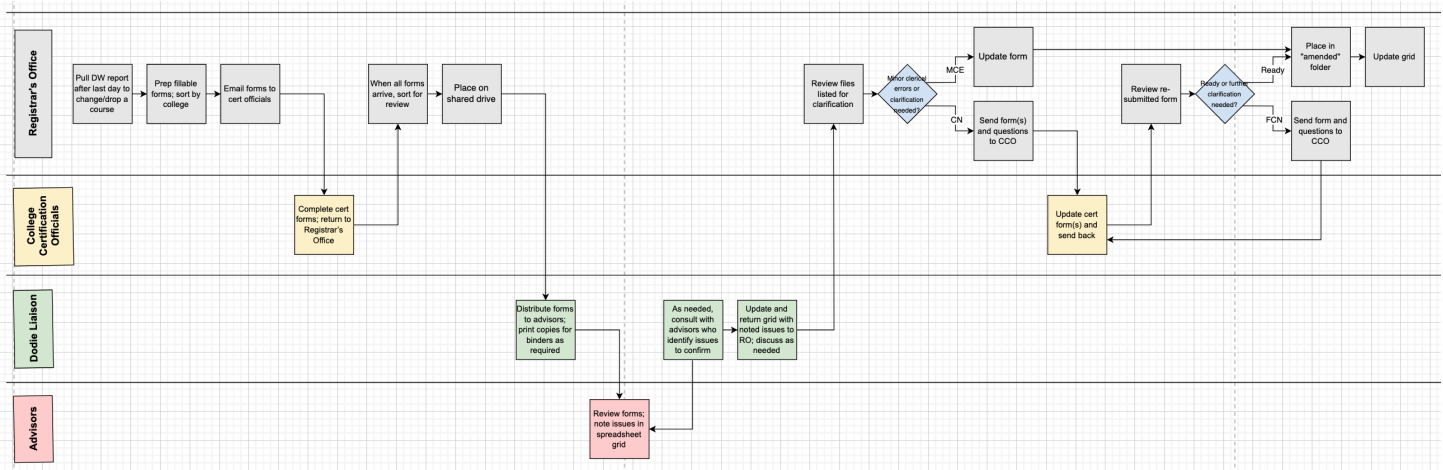 Registrar's Office
Pull DW report
after last day to
change/drop a
course
Prep fillable
forms; sort by
college
Email forms to
cert officials
When all forms
arrive, sort for
review
Place on
shared drive
Review files
listed for
clarification
Minor clerical
errors or
clarification
needed?
MCE
CN
Update form
Send form(s)
and questions
to CCO
Review re-
submitted form
Ready or further
clarification
needed?
Ready
FCN
Place in
"amended"
folder
Update grid
Send form and
questions to
CCO
College
Certification
Officials
Complete cert
forms; return to
Registrar's
Office
Update cert
form(s) and
send back
Dodie Liaison
Distribute forms
to advisors;
print copies for
binders as
required
As needed,
consult with
advisors who
identify issues
to confirm
Update and
return grid with
noted issues to
RO; discuss as
needed
Advisors
Review forms;
note issues in
spreadsheet
grid